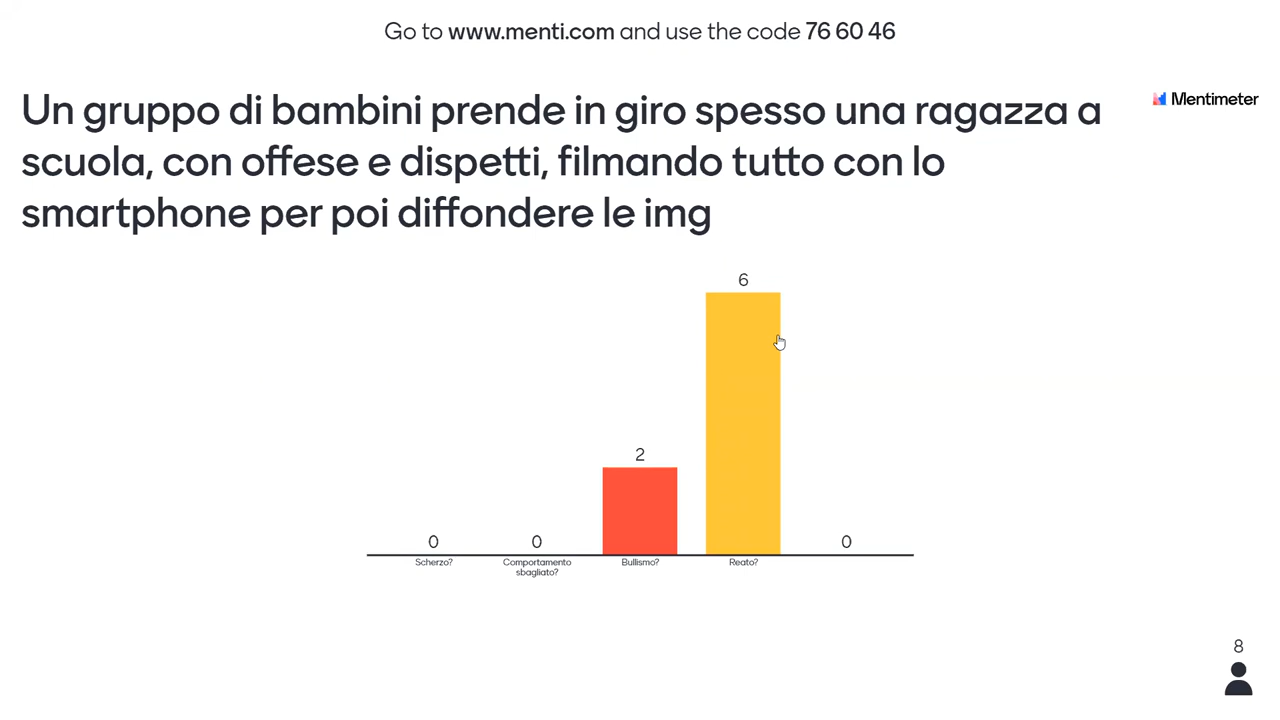 Go to www.menti.com and use the code 76 60 46
Un gruppo di bambini prende in giro spesso una ragazza a
scuola, con offese e dispetti, filmando tutto con lo
smartphone per poi diffondere le img
Mentimeter
6
2
0
0
0
Scherzo?
Comportamento
sbagliato?
Bullismo?
Reato?
8